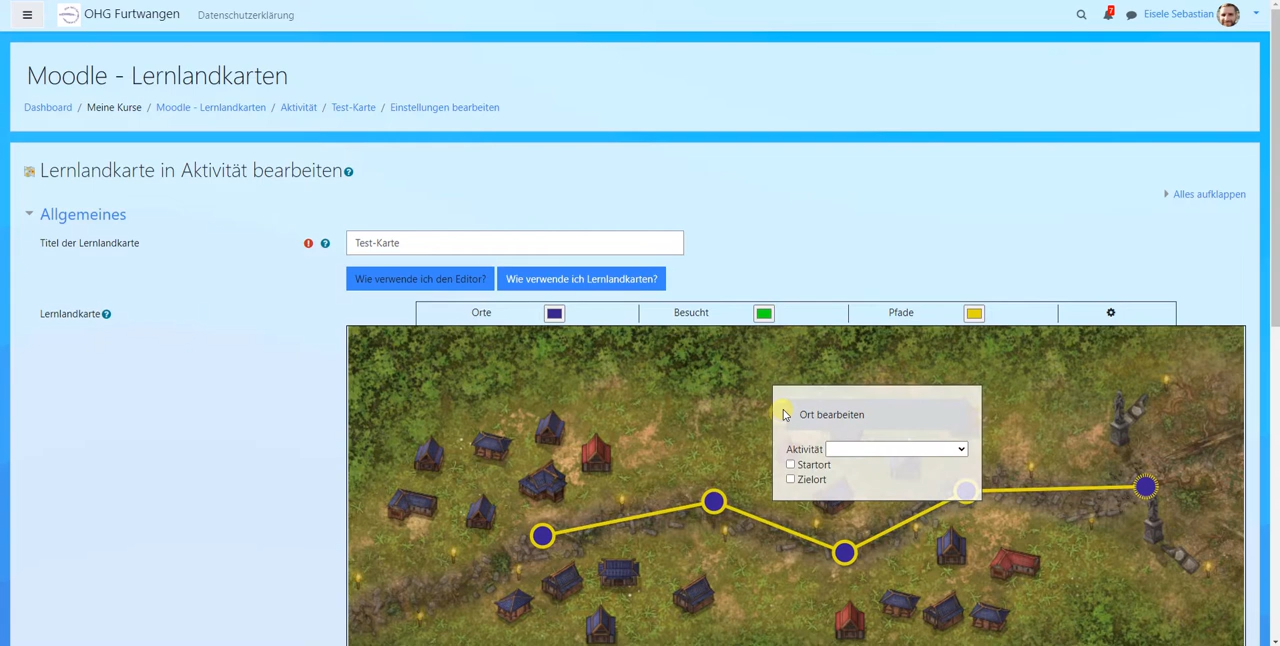 OHG Furtwangen Datenschutzerklärung 7 Eisele Sebastian
Moodle - Lernlandkarten
Dashboard / Meine Kurse / Moodle - Lernlandkarten / Aktivität / Test-Karte / Einstellungen bearbeiten
Lernlandkarte in Aktivität bearbeiten
Alles aufklappen
Allgemeines
Titel der Lernlandkarte Test-Karte
Wie verwende ich den Editor? Wie verwende ich Lernlandkarten?
Lernlandkarte Orte Besucht Pfade
Ort bearbeiten
Aktivität
Startort
Zielort